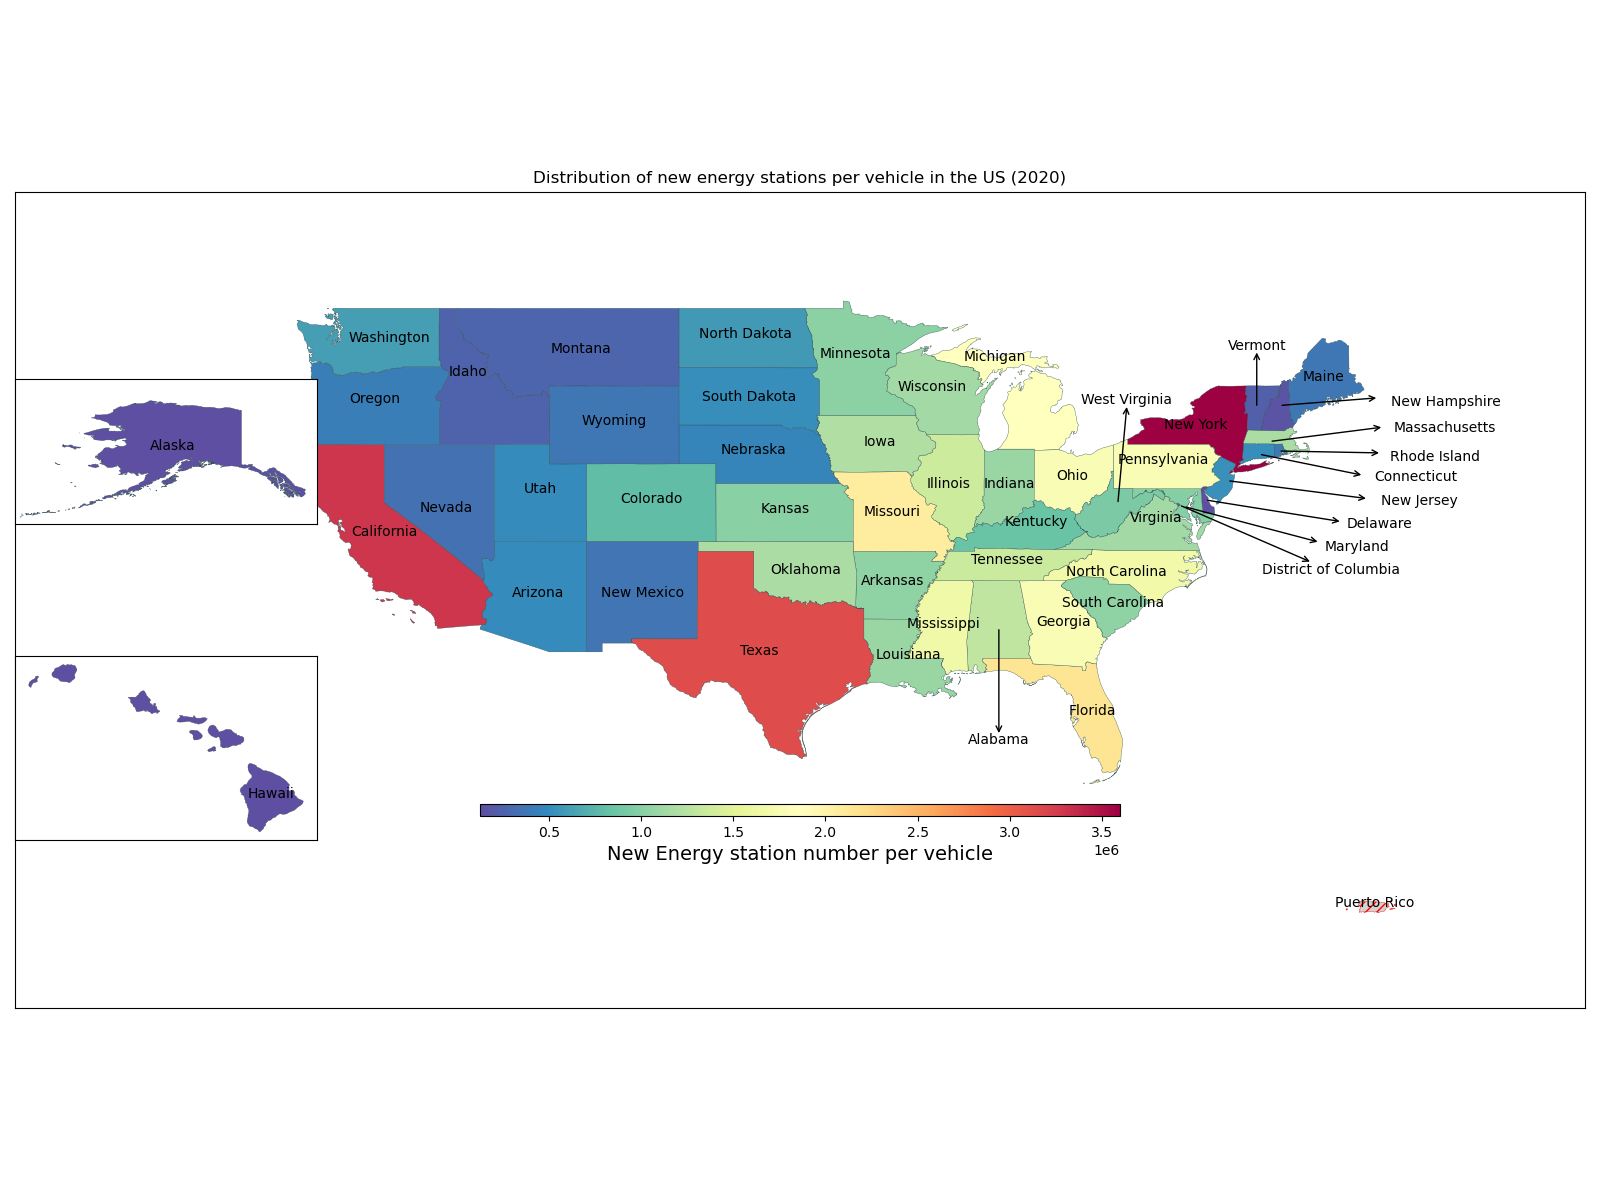 Distribution of new energy stations per vehicle in the US (2020)
Washington
North Dakota
Montana
Minnesota
Michigan
Vermont
Idaho
Maine
Wisconsin
Oregon
South Dakota
West Virginia
New Hampshire
Wyoming
New York
Massachusetts
Alaska
Iowa
Nebraska
Pennsylvania
Rhode Island
Ohio
Connecticut
Utah
Colorado
Illinois
Indiana
New Jersey
Nevada
Kansas
Missouri
Kentucky
Virginia
Delaware
California
Maryland
Tennessee
Oklahoma
North Carolina
District of Columbia
Arkansas
Arizona
New Mexico
South Carolina
Mississippi
Georgia
Texas
Louisiana
Florida
Alabama
Hawaii
0.5 1.0 1.5 2.0 2.5 3.0 3.5
1e6
New Energy station number per vehicle
Puerto Rico